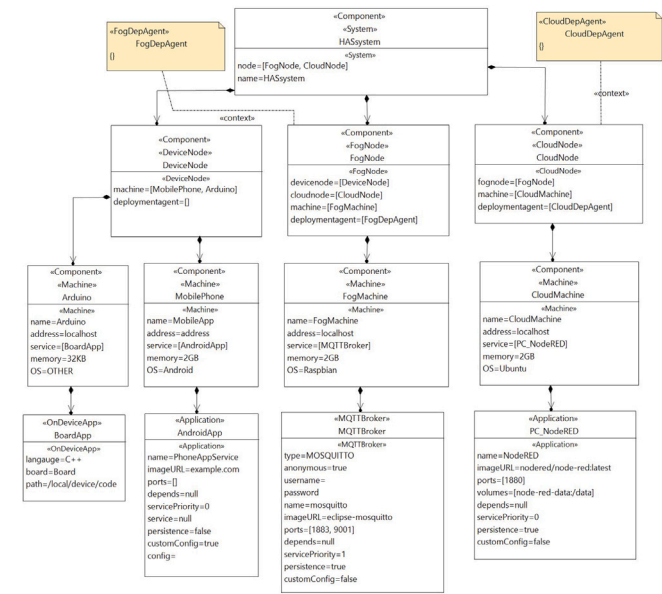 «FogDepAgent»
FogDepAgent
{}
«Component»
«System»
HASsystem
«System»
node=[FogNode, CloudNode]
name=HASsystem
«CloudDepAgent»
CloudDepAgent
{}
«context»
«context»
«Component»
«DeviceNode»
DeviceNode
«DeviceNode»
machine=[MobilePhone, Arduino]
deploymentagent=[]
«Component»
«FogNode»
FogNode
«FogNode»
devicenode=[DeviceNode]
cloudnode=[CloudNode]
machine=[FogMachine]
deploymentagent=[FogDepAgent]
«Component»
«CloudNode»
CloudNode
«CloudNode»
fognode=[FogNode]
machine=[CloudMachine]
deploymentagent=[CloudDepAgent]
«Component»
«Machine»
Arduino
«Machine»
name=Arduino
address=localhost
service=[BoardApp]
memory=32KB
OS=OTHER
«Component»
«Machine»
MobilePhone
«Machine»
name=MobileApp
address=address
service=[AndroidApp]
memory=2GB
OS=Android
«Component»
«Machine»
FogMachine
«Machine»
name=FogMachine
address=localhost
service=[MQTTBroker]
memory=2GB
OS=Raspbian
«Component»
«Machine»
CloudMachine
«Machine»
name=CloudMachine
address=localhost
service=[PC_NodeRED]
memory=2GB
OS=Ubuntu
«OnDeviceApp»
BoardApp
«OnDeviceApp»
langauge=C++
board=Board
path=/local/device/code
«Application»
AndroidApp
«Application»
name=PhoneAppService
imageURL=example.com
ports=[]
depends=null
servicePriority=0
service=null
persistence=false
customConfig=true
config=
«MQTTBroker»
MQTTBroker
«MQTTBroker»
type=MOSQUITTO
anonymous=true
username=
password
name=mosquitto
imageURL=eclipse-mosquitto
ports=[1883, 9001]
depends=null
servicePriority=1
persistence=true
customConfig=false
«Application»
PC_NodeRED
«Application»
name=NodeRED
imageURL=nodered/node-red:latest
ports=[1880]
volumes=[node-red-data:/data]
depends=null
servicePriority=0
persistence=true
customConfig=false